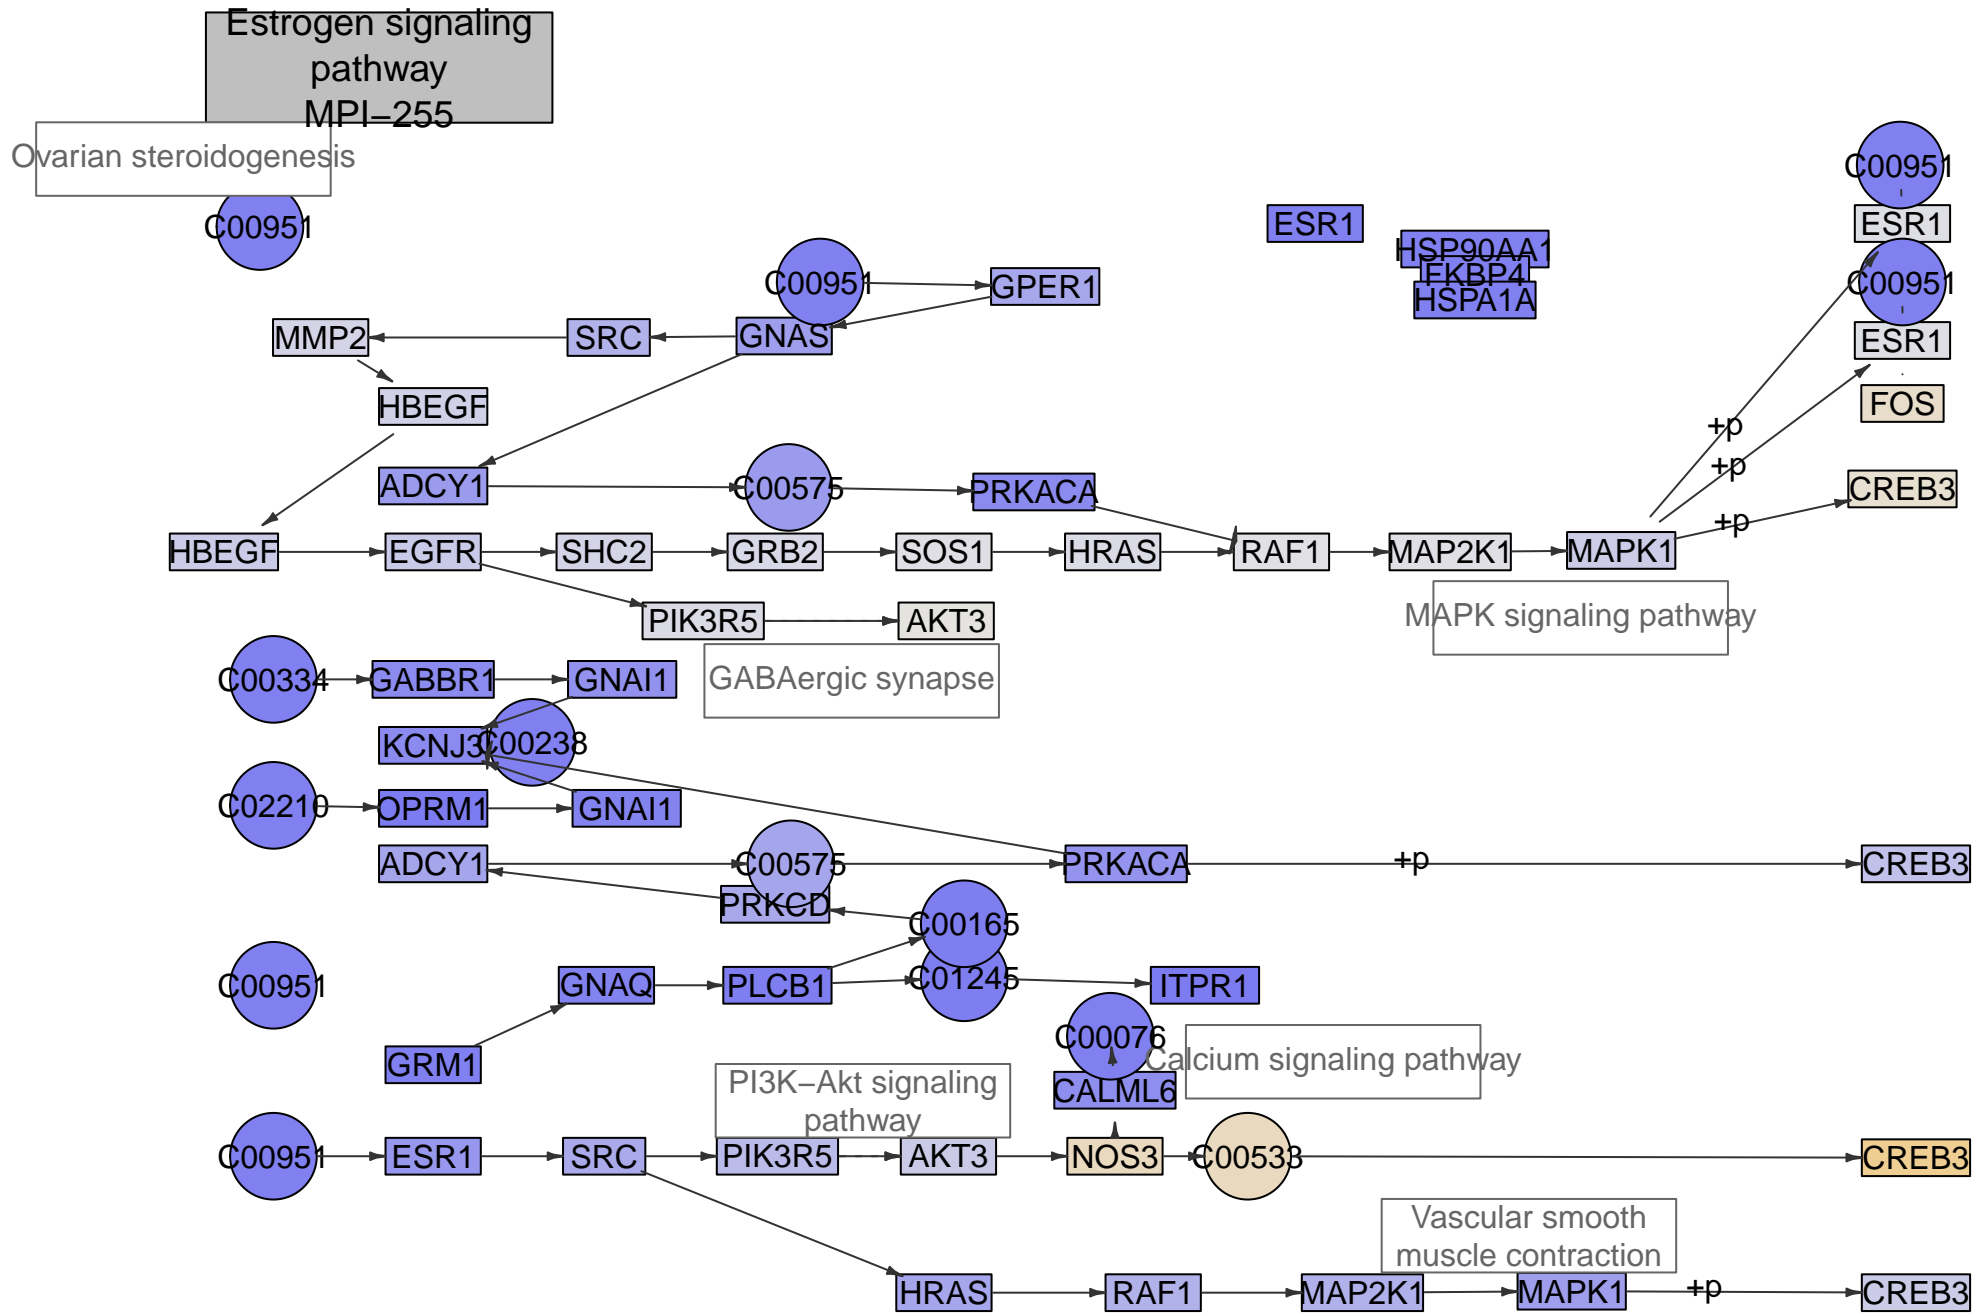 Estrogen signaling
pathway
MPI−255
Ovarian steroidogenesis
C00951
C00951
ESR1
C00951
ESR1
HSP90AA1
FKBP4
HSPA1A
C00951
GPER1
C00951
MMP2
SRC
GNAS
ESR1
HBEGF
FOS
+p
+p
ADCY1
C00575
PRKACA
CREB3
+p
HBEGF
EGFR
SHC2
GRB2
SOS1
HRAS
RAF1
MAP2K1
MAPK1
PIK3R5
AKT3
MAPK signaling pathway
C00334
GABBR1
GNAI1
GABAergic synapse
KCNJ3
C00238
C02210
OPRM1
GNAI1
ADCY1
C00575
PRKACA
+p
CREB3
PRKCD
C00165
C00951
GNAQ
PLCB1
C01245
ITPR1
C00076
Calcium signaling pathway
GRM1
CALML6
PI3K−Akt signaling
pathway
C00951
ESR1
SRC
PIK3R5
AKT3
NOS3
C00533
CREB3
Vascular smooth
muscle contraction
HRAS
RAF1
MAP2K1
MAPK1
+p
CREB3